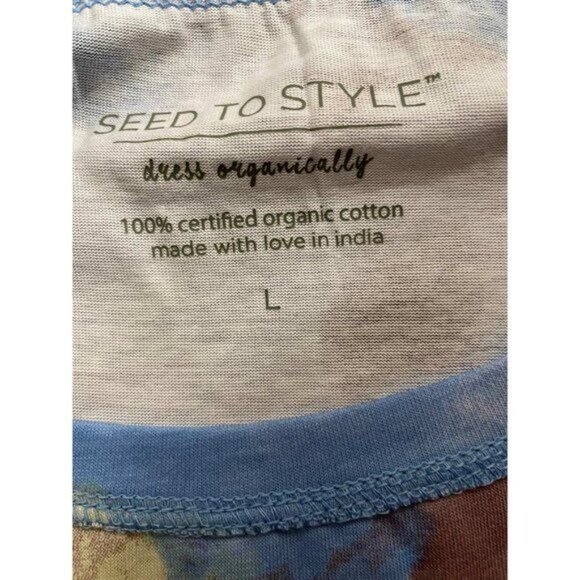 SEED TO STYLE™
dress organically
100% certified organic cotton
made with love in india
L